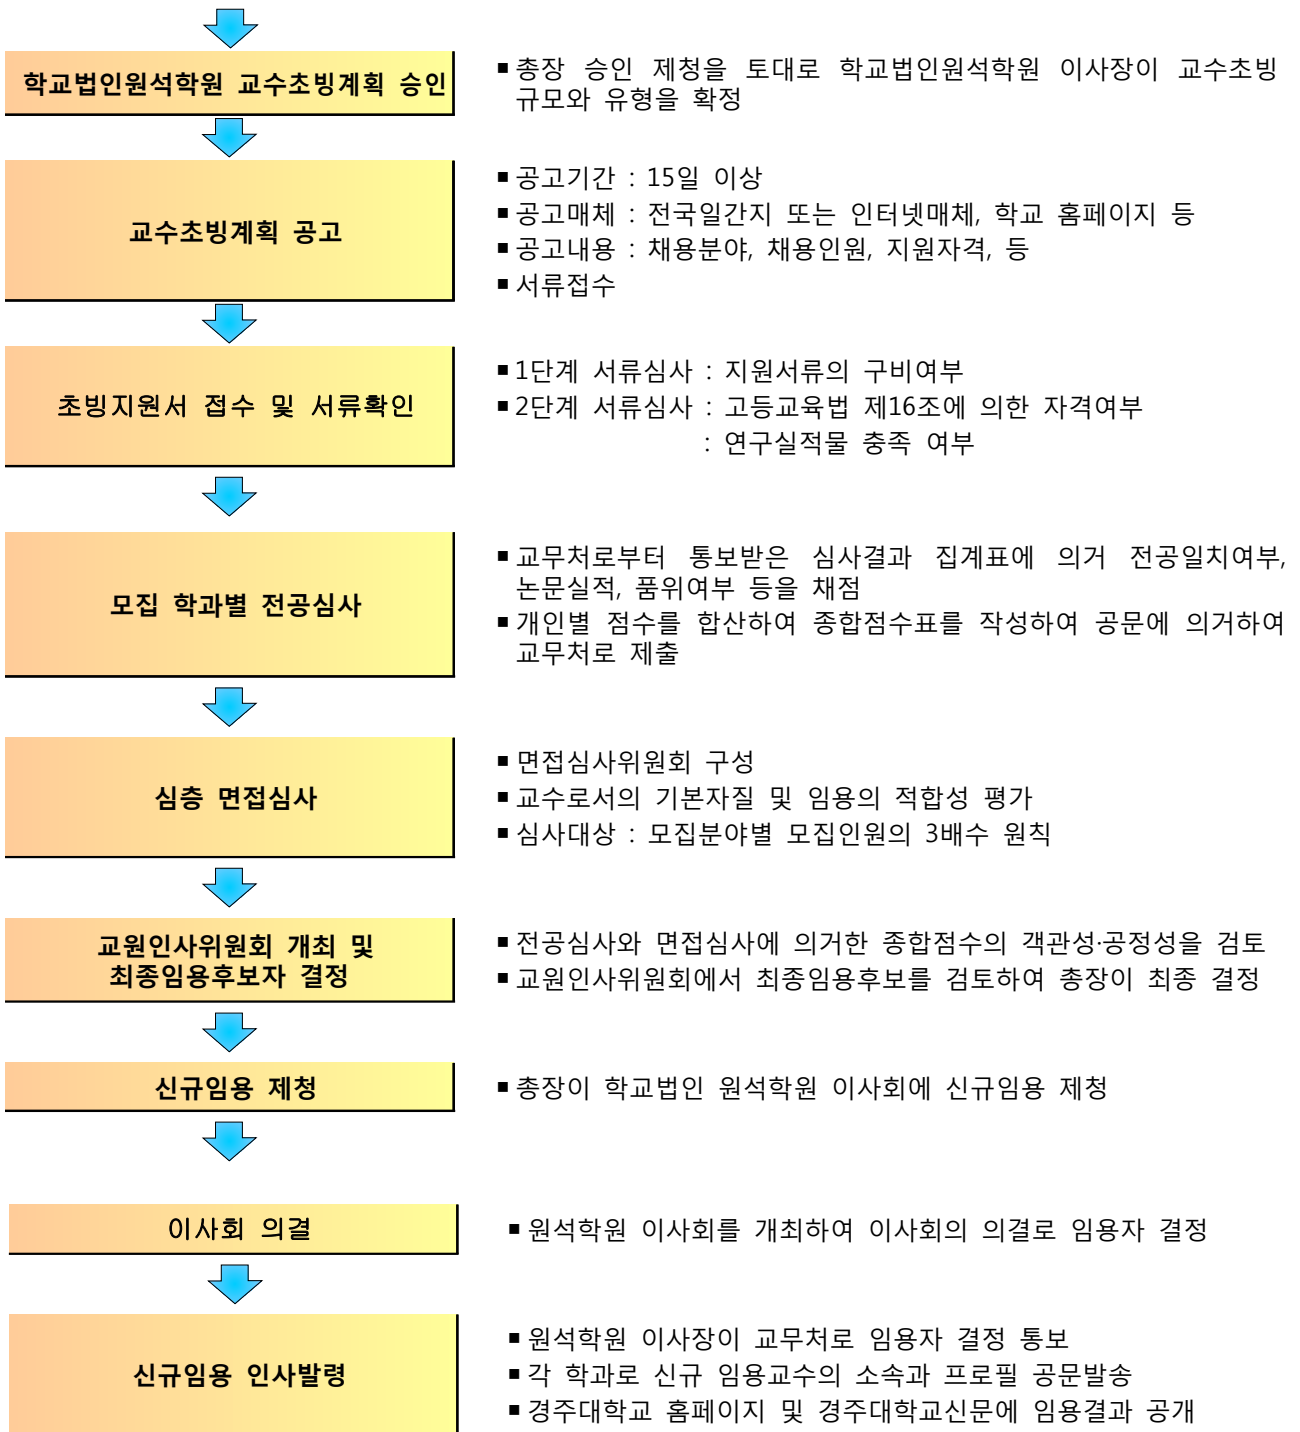 학교법인원석학원 교수초빙계획 승인
▪총장 승인 제청을 토대로 학교법인원석학원 이사장이 교수초빙
규모와 유형을 확정
교수초빙계획 공고
▪공고기간 : 15일 이상
▪공고매체 : 전국일간지 또는 인터넷매체, 학교 홈페이지 등
▪공고내용 : 채용분야, 채용인원, 지원자격, 등
▪서류접수
초빙지원서 접수 및 서류확인
▪1단계 서류심사 : 지원서류의 구비여부
▪2단계 서류심사 : 고등교육법 제16조에 의한 자격여부
: 연구실적물 충족 여부
모집 학과별 전공심사
▪교무처로부터 통보받은 심사결과 집계표에 의거 전공일치여부,
논문실적, 품위여부 등을 채점
▪개인별 점수를 합산하여 종합점수표를 작성하여 공문에 의거하여
교무처로 제출
심층 면접심사
▪면접심사위원회 구성
▪교수로서의 기본자질 및 임용의 적합성 평가
▪심사대상 : 모집분야별 모집인원의 3배수 원칙
교원인사위원회 개최 및
최종임용후보자 결정
▪전공심사와 면접심사에 의거한 종합점수의 객관성·공정성을 검토
▪교원인사위원회에서 최종임용후보를 검토하여 총장이 최종 결정
신규임용 제청
▪총장이 학교법인 원석학원 이사회에 신규임용 제청
이사회 의결
▪원석학원 이사회를 개최하여 이사회의 의결로 임용자 결정
신규임용 인사발령
▪원석학원 이사장이 교무처로 임용자 결정 통보
▪각 학과로 신규 임용교수의 소속과 프로필 공문발송
▪경주대학교 홈페이지 및 경주대학교신문에 임용결과 공개